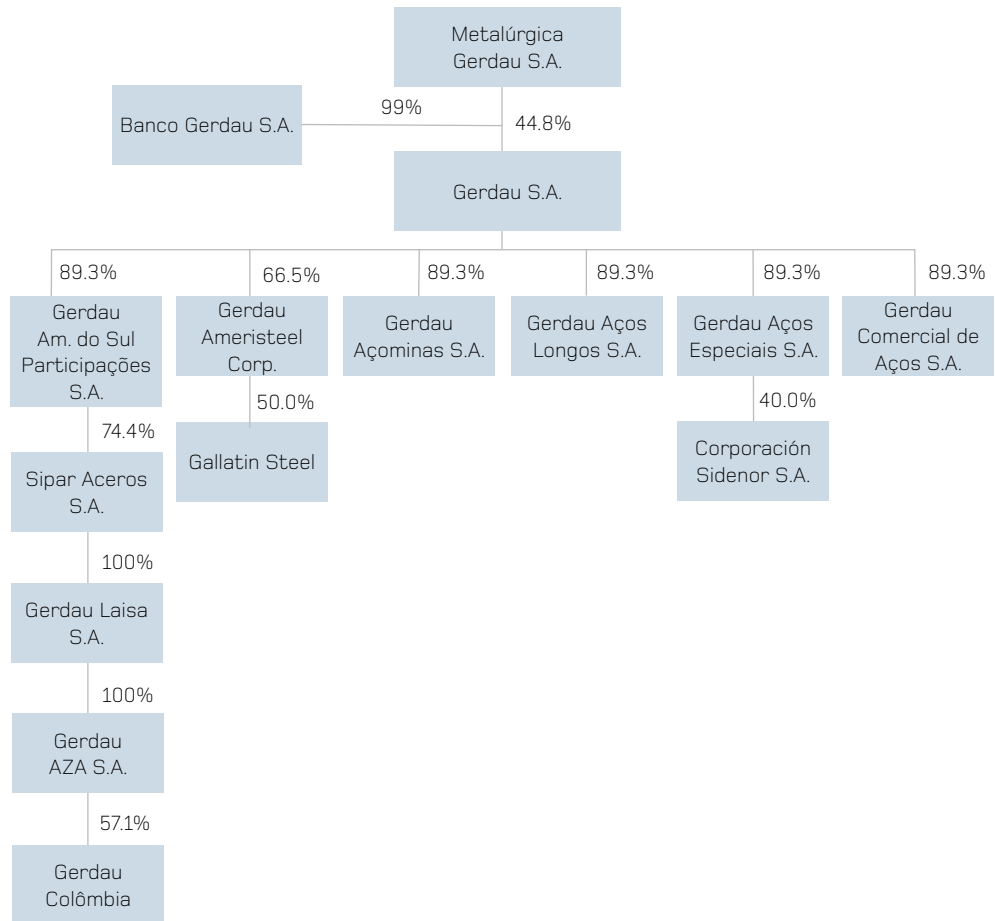 Metalúrgica
Gerdau S.A.
99%
Banco Gerdau S.A.
44.8%
Gerdau S.A.
89.3%
66.5%
89.3%
89.3%
89.3%
89.3%
Gerdau
Am. do Sul
Participações
S.A.
Gerdau
Ameristeel
Corp.
Gerdau
Açominas S.A.
Gerdau Aços
Longos S.A.
Gerdau Aços
Especiais S.A.
Gerdau
Comercial de
Aços S.A.
74.4%
50.0%
40.0%
Sipar Aceros
S.A.
Gallatin Steel
Corporación
Sidenor S.A.
100%
Gerdau Laisa
S.A.
100%
Gerdau
AZA S.A.
57.1%
Gerdau
Colômbia